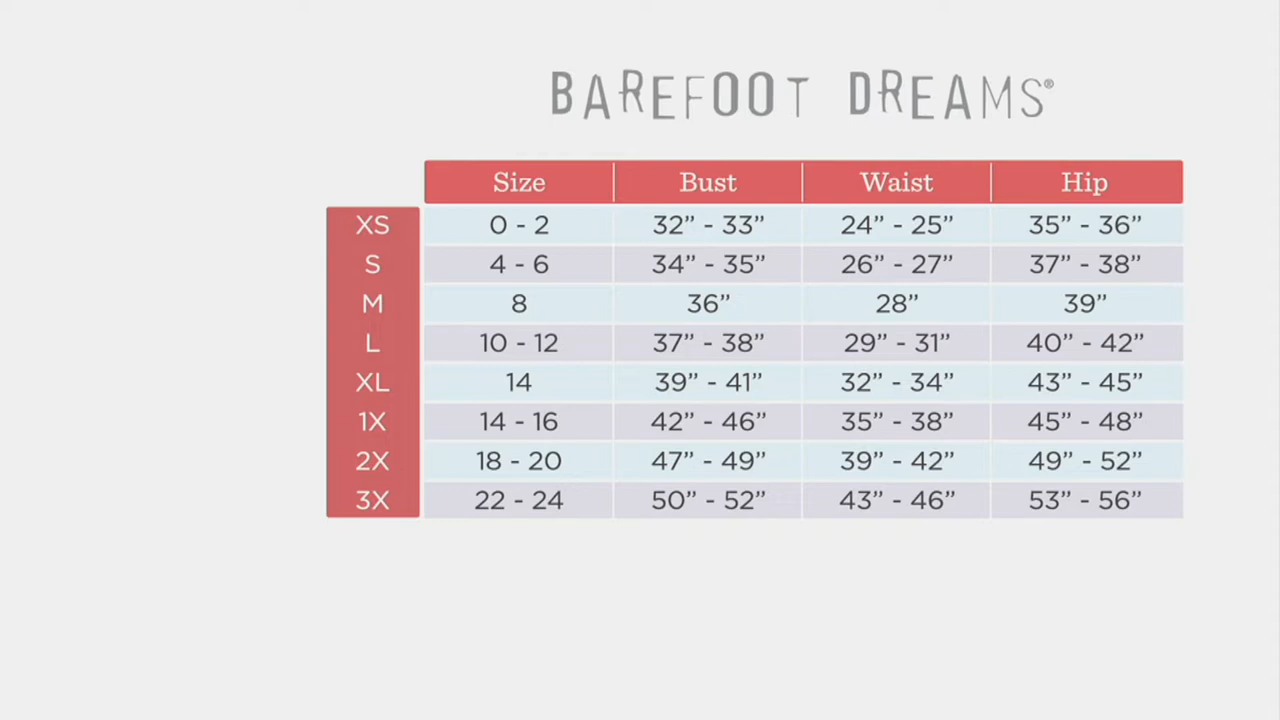 BAREFOOT DREAMS®
Size Bust Waist Hip
XS 0 - 2 32” - 33” 24” - 25” 35” - 36”
S 4 - 6 34” - 35” 26” - 27” 37” - 38”
M 8 36” 28” 39”
L 10 - 12 37” - 38” 29” - 31” 40” - 42”
XL 14 39” - 41” 32” - 34” 43” - 45”
1X 14 - 16 42” - 46” 35” - 38” 45” - 48”
2X 18 - 20 47” - 49” 39” - 42” 49” - 52”
3X 22 - 24 50” - 52” 43” - 46” 53” - 56”